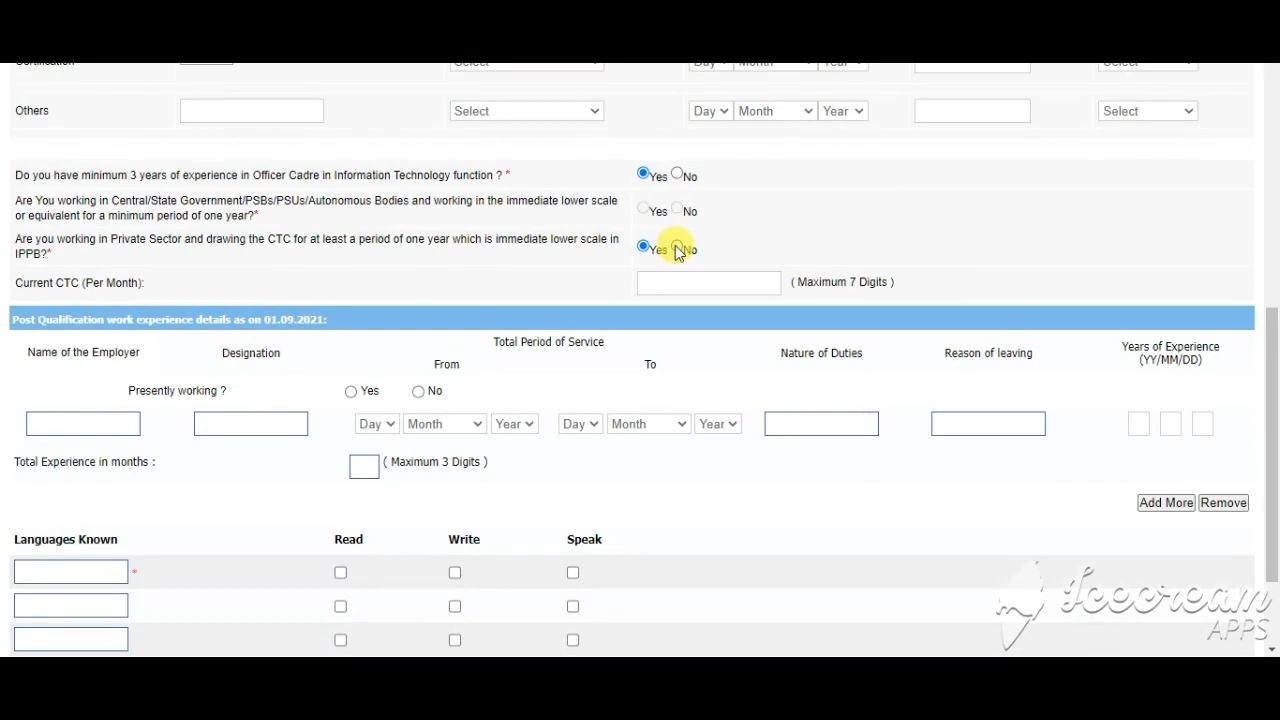 Certification Select Day Month Year Select
Others Select Day Month Year Select
Do you have minimum 3 years of experience in Officer Cadre in Information Technology function ? * Yes No
Are You working in Central/State Government/PSBs/PSUs/Autonomous Bodies and working in the immediate lower scale
or equivalent for a minimum period of one year?* Yes No
Are you working in Private Sector and drawing the CTC for at least a period of one year which is immediate lower scale in
IPPB?* Yes No
Current CTC (Per Month): ( Maximum 7 Digits )
Post Qualification work experience details as on 01.09.2021:
Name of the Employer Designation Total Period of Service Nature of Duties Reason of leaving Years of Experience
From To (YY/MM/DD)
Presently working ? Yes No
Day Month Year Day Month Year
Total Experience in months : ( Maximum 3 Digits )
Add More Remove
Languages Known Read Write Speak
*
Icecream
APPS